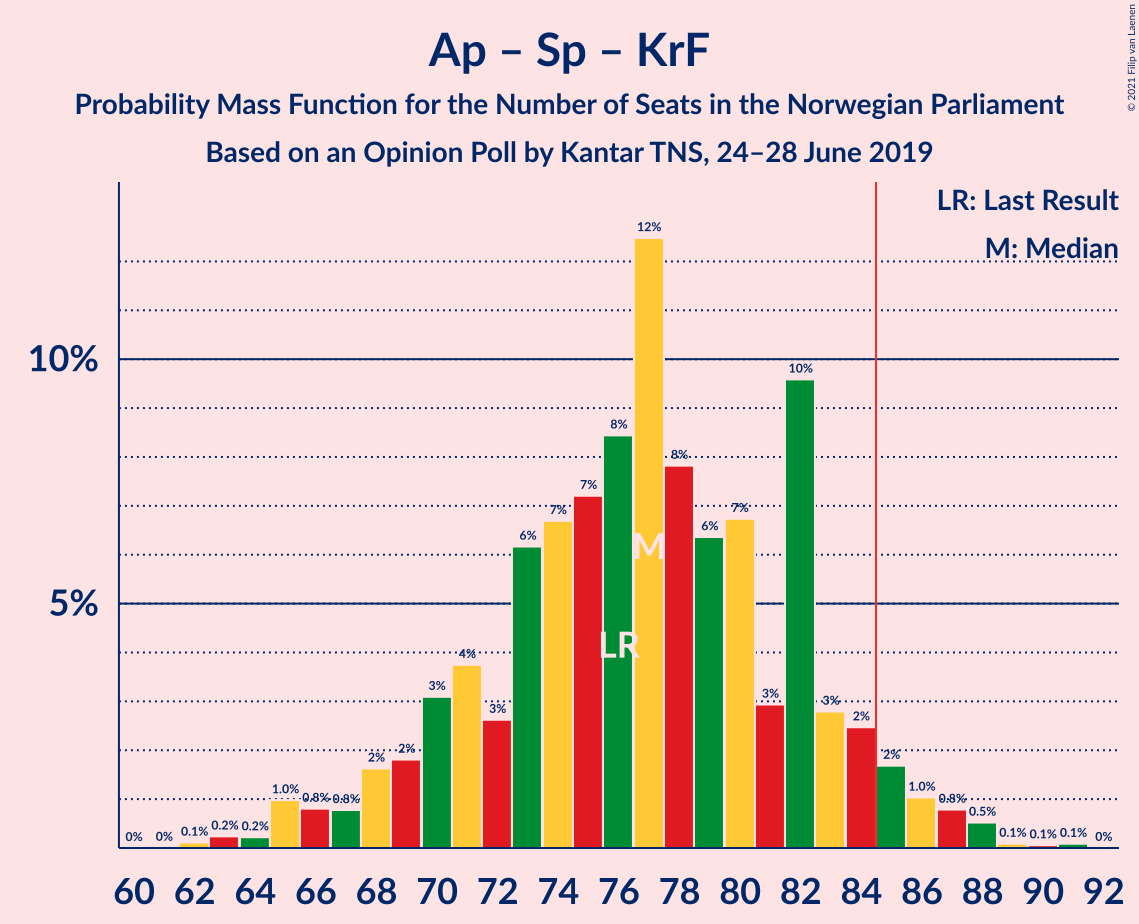 Ap – Sp – KrF
Probability Mass Function for the Number of Seats in the Norwegian Parliament
Based on an Opinion Poll by Kantar TNS, 24–28 June 2019
© 2021 Filip van Laenen
LR: Last Result
M: Median
10%
5%
0% 0% 0.1% 0.2% 0.2% 1.0% 0.8% 0.8% 2% 2% 3% 4% 3% 6% 7% 7% 8% 12% 8% 6% 7% 3% 10% 3% 2% 2% 1.0% 0.8% 0.5% 0.1% 0.1% 0.1% 0%
M
LR
60 62 64 66 68 70 72 74 76 78 80 82 84 86 88 90 92